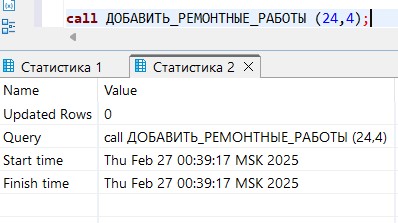 call ДОБАВИТЬ_РЕМОНТНЫЕ_РАБОТЫ (24,4);
Статистика 1
Статистика 2
Name Value
Updated Rows 0
Query call ДОБАВИТЬ_РЕМОНТНЫЕ_РАБОТЫ (24,4)
Start time Thu Feb 27 00:39:17 MSK 2025
Finish time Thu Feb 27 00:39:17 MSK 2025